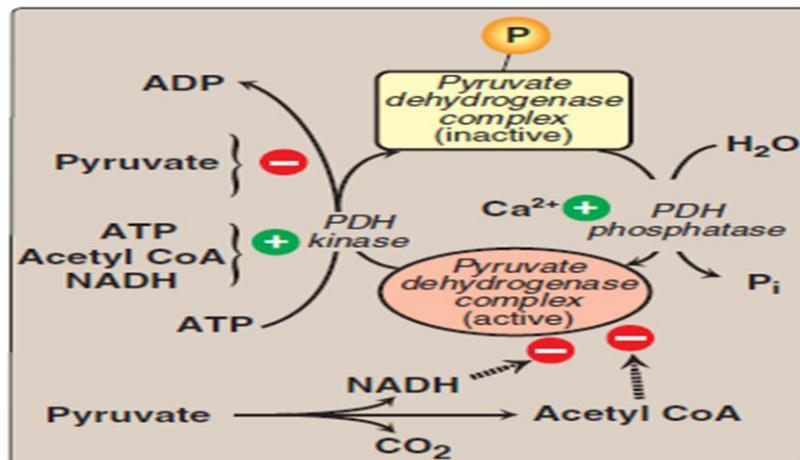 P
ADP
Pyruvate
dehydrogenase
complex
(inactive)
H₂O
Pyruvate
Ca²⁺
PDH
phosphatase
PDH
kinase
ATP
Acetyl CoA
NADH
Pyruvate
dehydrogenase
complex
(active)
Pᵢ
ATP
NADH
Pyruvate
Acetyl CoA
CO₂